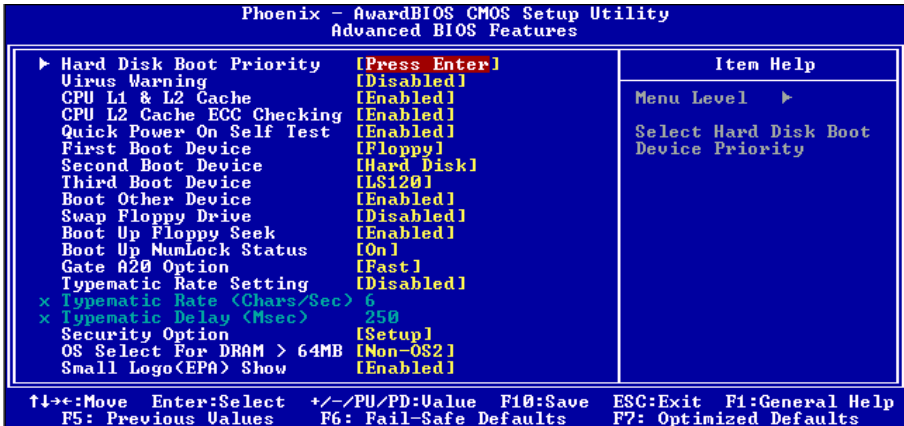 Phoenix - AwardBIOS CMOS Setup Utility
Advanced BIOS Features
► Hard Disk Boot Priority [Press Enter]
Virus Warning [Disabled]
CPU L1 & L2 Cache [Enabled]
CPU L2 Cache ECC Checking [Enabled]
Quick Power On Self Test [Enabled]
First Boot Device [Floppy]
Second Boot Device [Hard Disk]
Third Boot Device [LS120]
Boot Other Device [Enabled]
Swap Floppy Drive [Disabled]
Boot Up Floppy Seek [Enabled]
Boot Up NumLock Status [On]
Gate A20 Option [Fast]
Typematic Rate Setting [Disabled]
x Typematic Rate (Chars/Sec) 6
x Typematic Delay (Msec) 250
Security Option [Setup]
OS Select For DRAM > 64MB [Non-OS2]
Small Logo(EPA) Show [Enabled]
Item Help
Menu Level ►
Select Hard Disk Boot
Device Priority
↑↓→←:Move Enter:Select +/-/PU/PD:Value F10:Save ESC:Exit F1:General Help
F5: Previous Values F6: Fail-Safe Defaults F7: Optimized Defaults